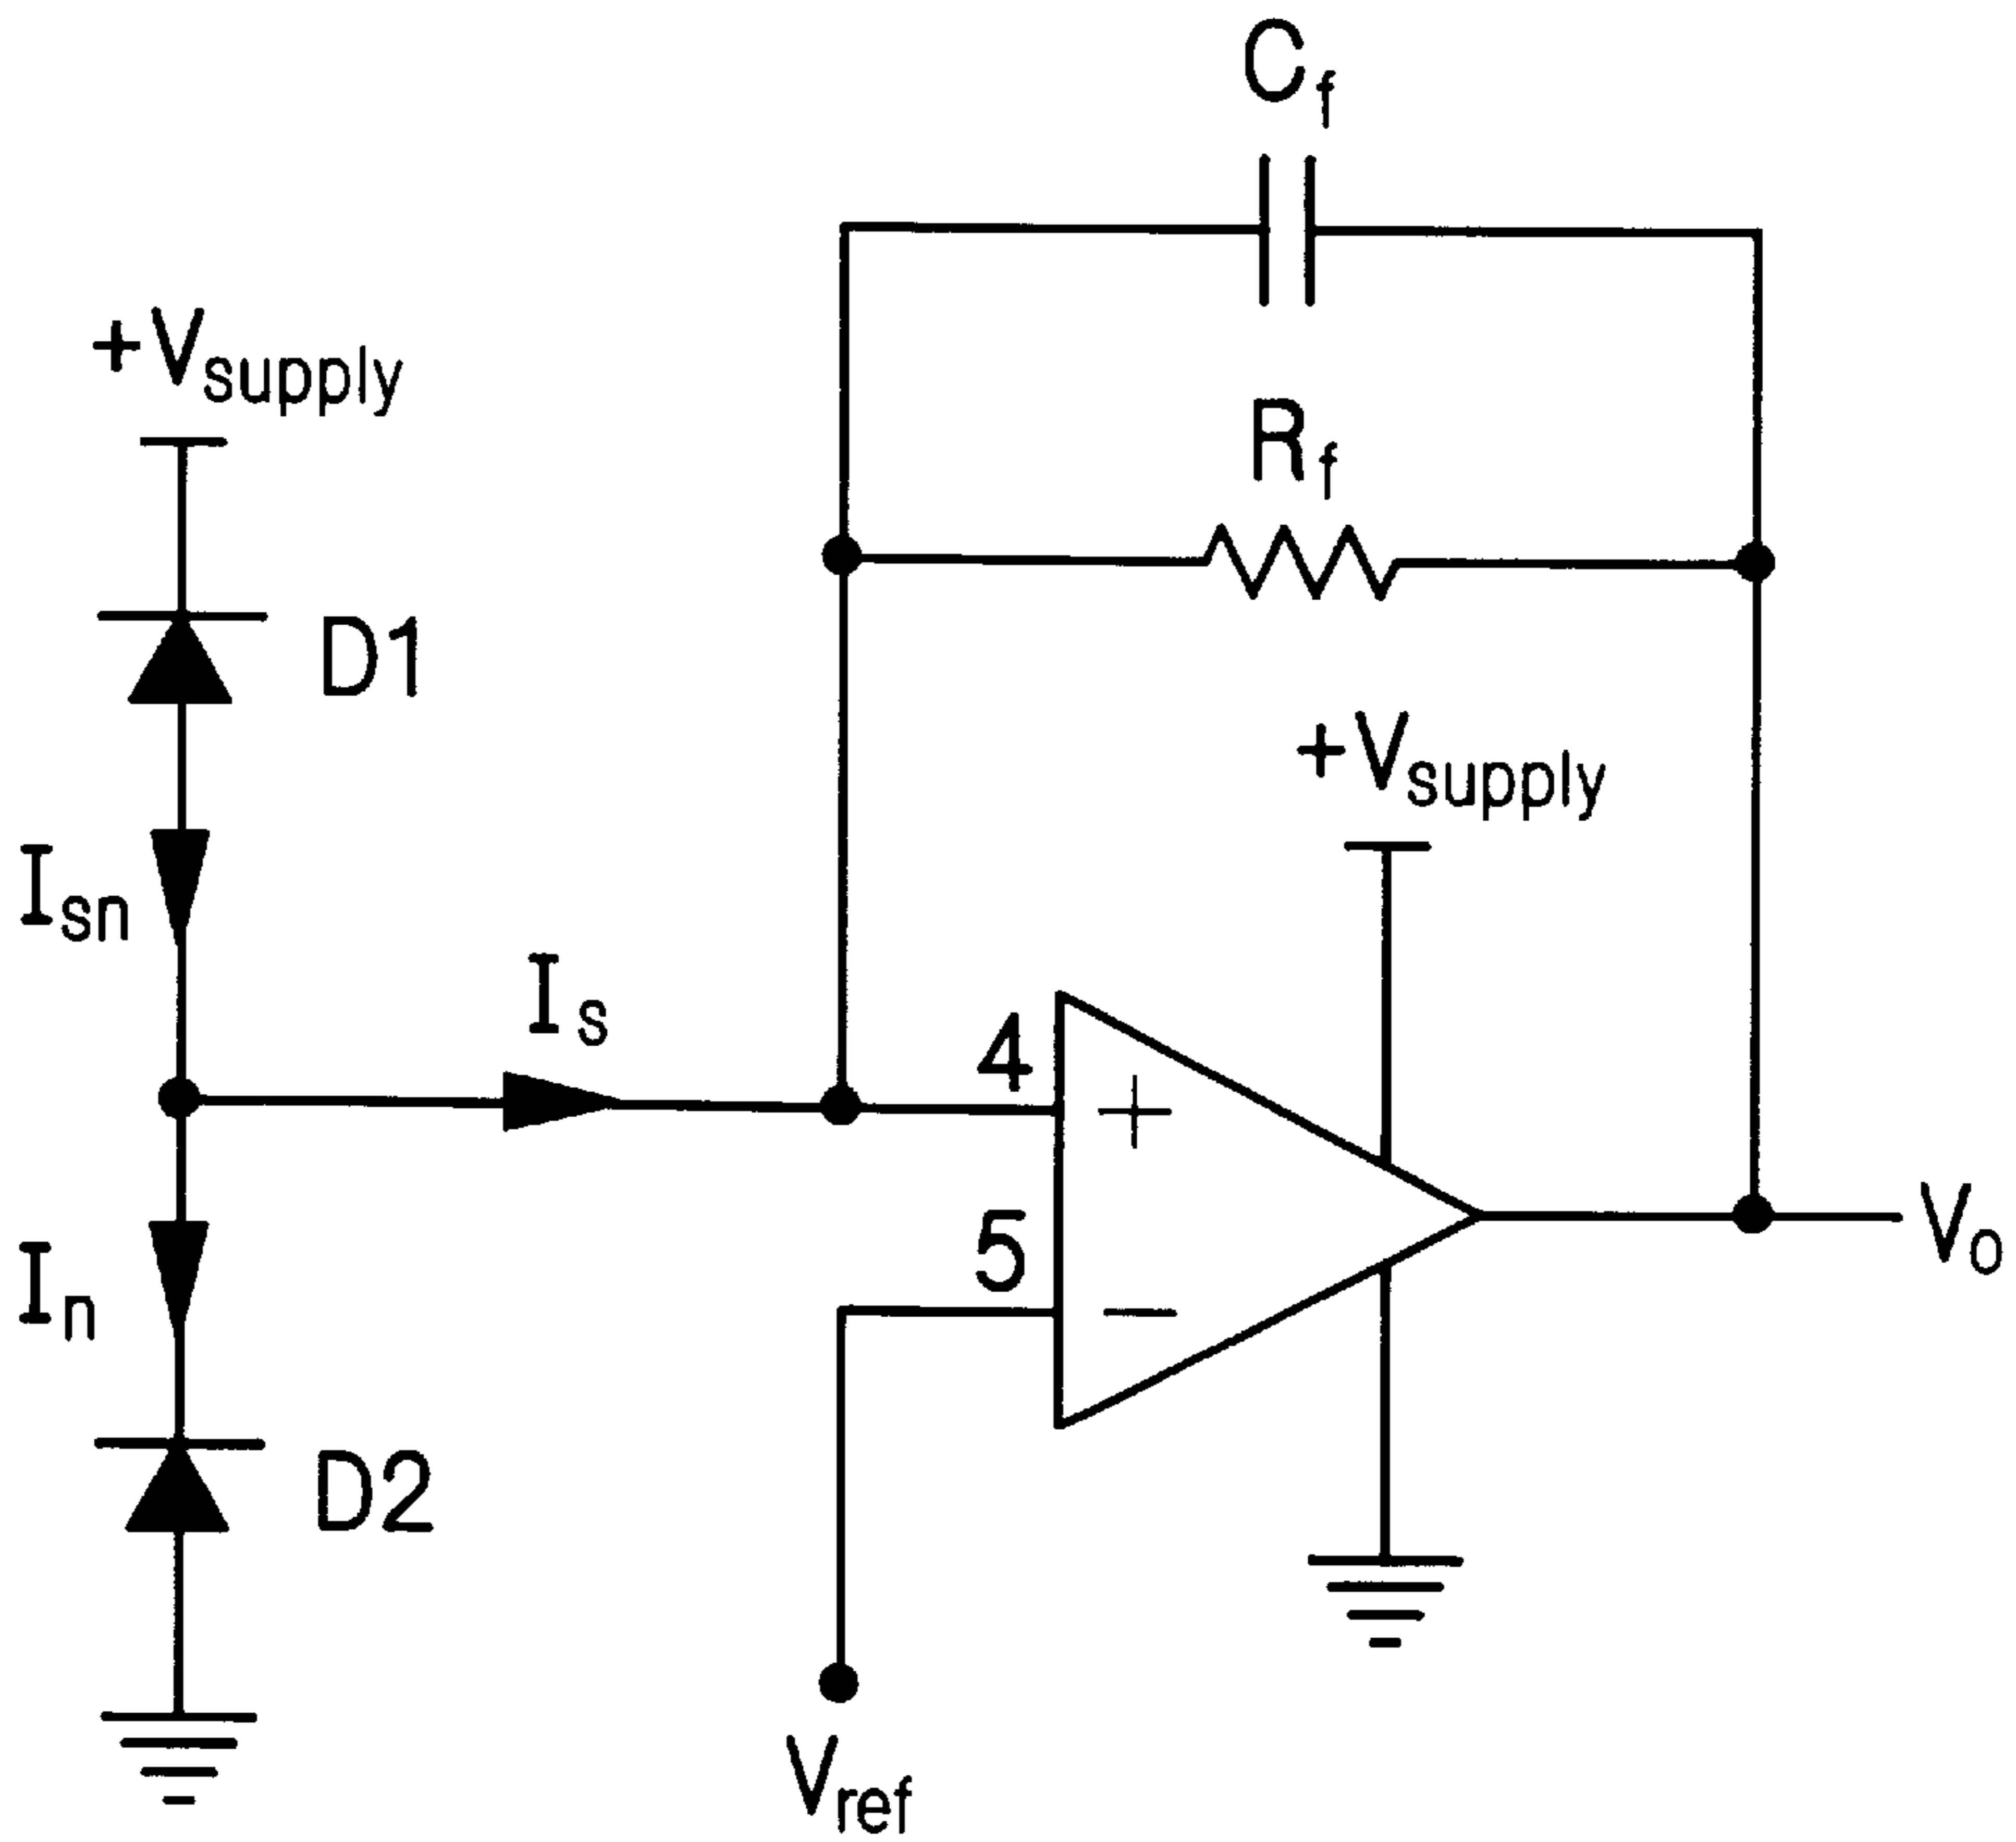 C_f
+V_supply
R_f
D1
+V_supply
I_sn
I_s
4
+
5
−
V_o
I_n
D2
V_ref